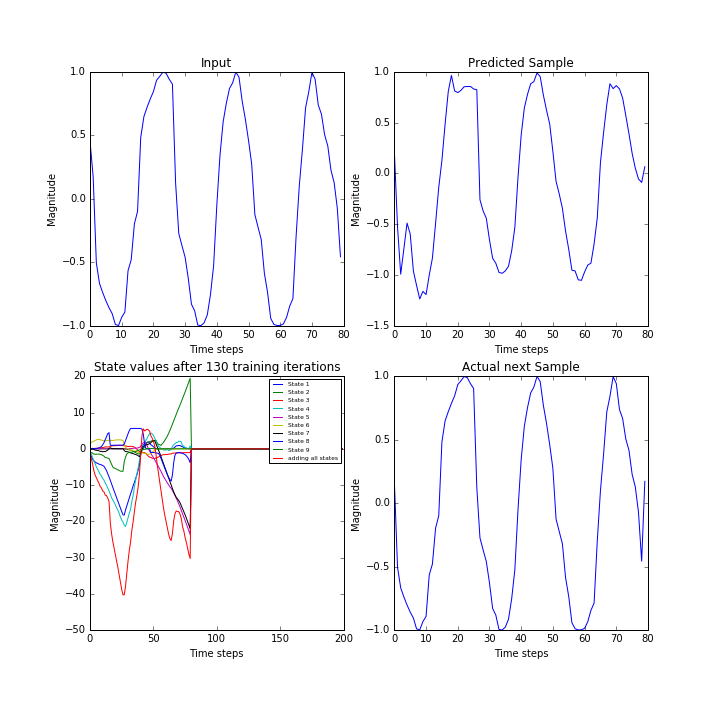 Input
Magnitude
1.0
0.5
0.0
−0.5
−1.0
0 10 20 30 40 50 60 70 80
Time steps
Predicted Sample
Magnitude
1.0
0.5
0.0
−0.5
−1.0
−1.5
0 10 20 30 40 50 60 70 80
Time steps
State values after 130 training iterations
Magnitude
20
10
0
−10
−20
−30
−40
−50
0 50 100 150 200
Time steps
State 1
State 2
State 3
State 4
State 5
State 6
State 7
State 8
State 9
adding all states
Actual next Sample
Magnitude
1.0
0.5
0.0
−0.5
−1.0
0 10 20 30 40 50 60 70 80
Time steps